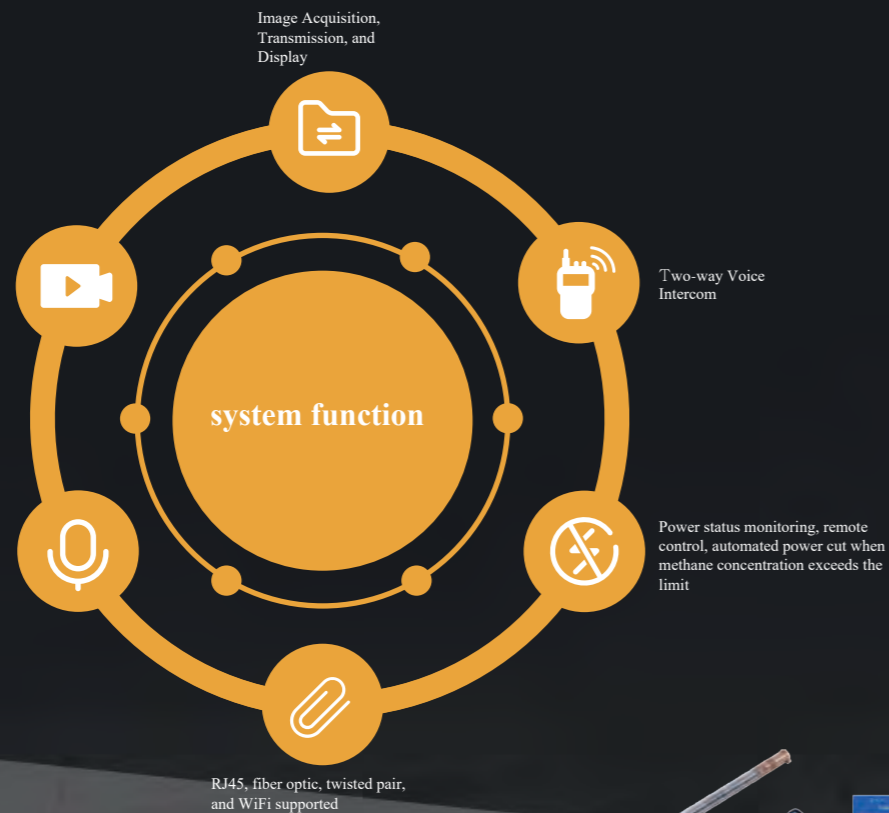 Image Acquisition,
Transmission, and
Display
Two-way Voice
Intercom
system function
Power status monitoring, remote
control, automated power cut when
methane concentration exceeds the
limit
RJ45, fiber optic, twisted pair,
and WiFi supported